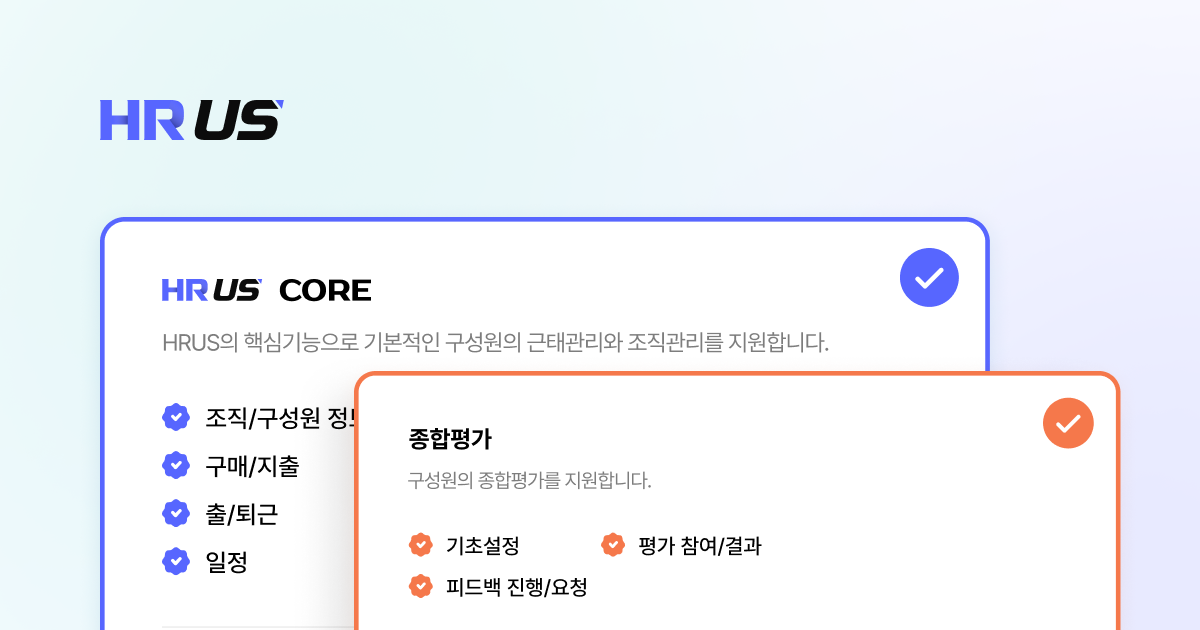 HR US
HR US CORE
HRUS의 핵심기능으로 기본적인 구성원의 근태관리와 조직관리를 지원합니다.
조직/구성원
구매/지출
출/퇴근
일정
종합평가
구성원의 종합평가를 지원합니다.
기초설정
평가 참여/결과
피드백 진행/요청